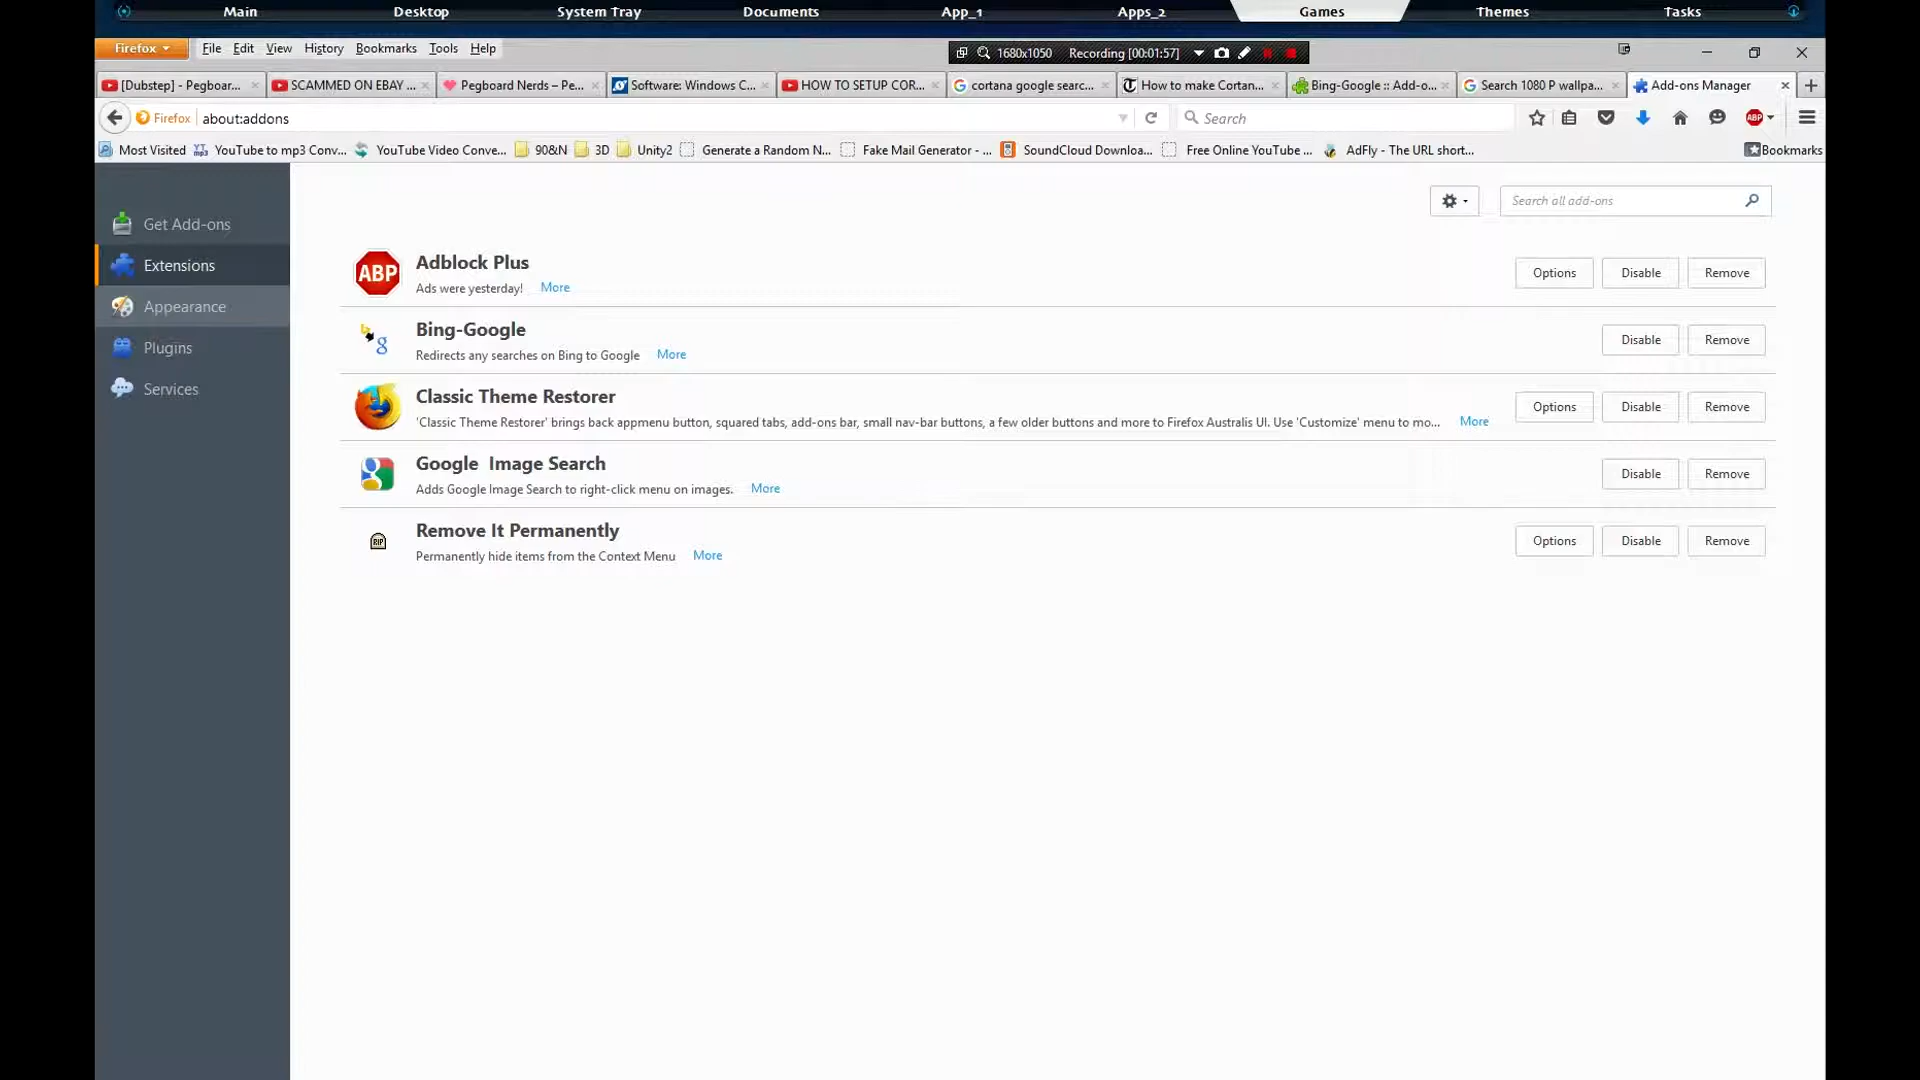 Main Desktop System Tray Documents App_1 Apps_2 Games Themes Tasks
Firefox File Edit View History Bookmarks Tools Help 1680x1050 Recording [00:01:57]
[Dubstep] - Pegboar... SCAMMED ON EBAY ... Pegboard Nerds – Pe... Software: Windows C... HOW TO SETUP COR... cortana google searc... How to make Cortan... Bing-Google :: Add-o... Search 1080 P wallpa... Add-ons Manager
Firefox about:addons Search ABP
Most Visited YouTube to mp3 Conv... YouTube Video Conve... 90&N 3D Unity2 Generate a Random N... Fake Mail Generator - ... SoundCloud Downloa... Free Online YouTube ... AdFly - The URL short... Bookmarks
Search all add-ons
Get Add-ons
Extensions
Appearance
Plugins
Services
ABP Adblock Plus
Ads were yesterday! More
Options Disable Remove
Bing-Google
Redirects any searches on Bing to Google More
Disable Remove
Classic Theme Restorer
'Classic Theme Restorer' brings back appmenu button, squared tabs, add-ons bar, small nav-bar buttons, a few older buttons and more to Firefox Australis UI. Use 'Customize' menu to mo... More
Options Disable Remove
Google Image Search
Adds Google Image Search to right-click menu on images. More
Disable Remove
RIP Remove It Permanently
Permanently hide items from the Context Menu More
Options Disable Remove